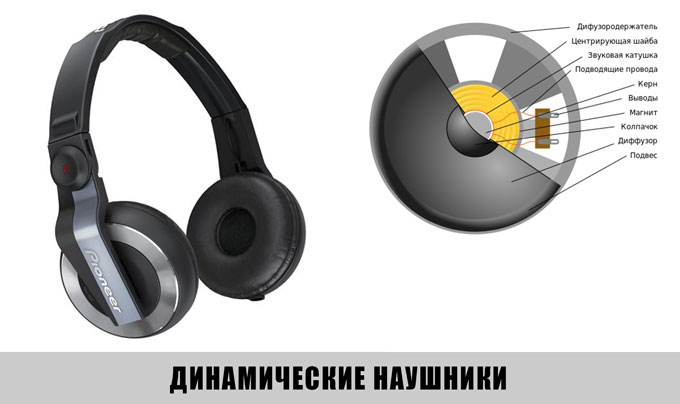 Дифузородержатель
Центрирующая шайба
Звуковая катушка
Подводящие провода
Керн
Выводы
Магнит
Колпачок
Диффузор
Подвес
Pioneer
ДИНАМИЧЕСКИЕ НАУШНИКИ